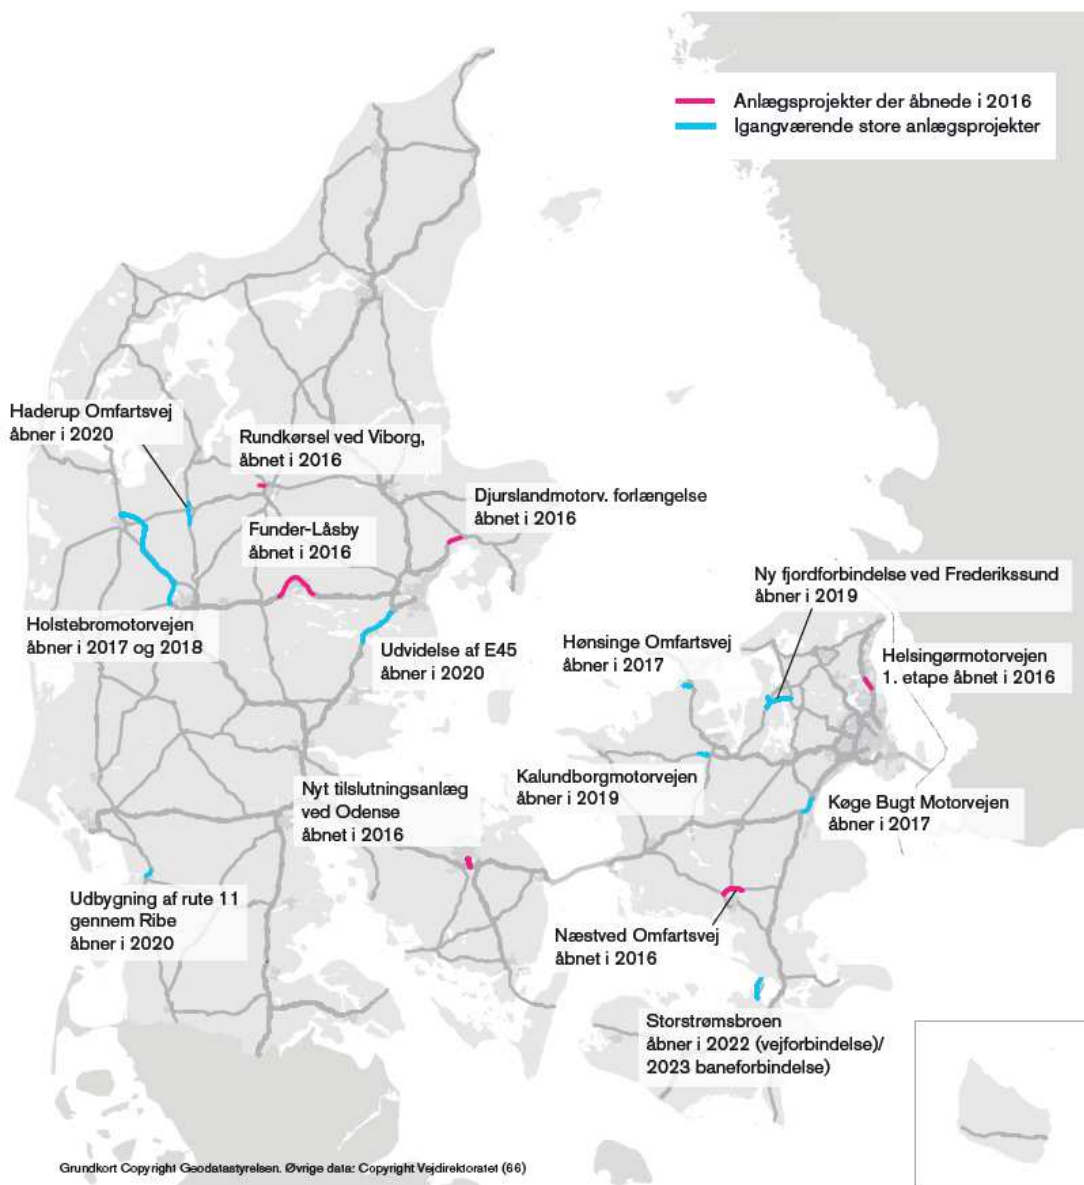 Anlægsprojekter der åbnede i 2016
Igangværende store anlægsprojekter
Haderup Omfartsvej
åbner i 2020
Rundkørsel ved Viborg,
åbnet i 2016
Djurslandmotorv. forlængelse
åbnet i 2016
Funder-Låsby
åbnet i 2016
Ny fjordforbindelse ved Frederikssund
åbner i 2019
Holstebromotorvejen
åbner i 2017 og 2018
Udvidelse af E45
åbner i 2020
Hønsinge Omfartsvej
åbner i 2017
Helsingørmotorvejen
1. etape åbnet i 2016
Kalundborgmotorvejen
åbner i 2019
Nyt tilslutningsanlæg
ved Odense
åbnet i 2016
Køge Bugt Motorvejen
åbner i 2017
Udbygning af rute 11
gennem Ribe
åbner i 2020
Næstved Omfartsvej
åbnet i 2016
Storstrømsbroen
åbner i 2022 (vejforbindelse)/
2023 baneforbindelse)
Grundkort Copyright Geodatastyrelsen. Øvrige data: Copyright Vejdirektoratet (66)